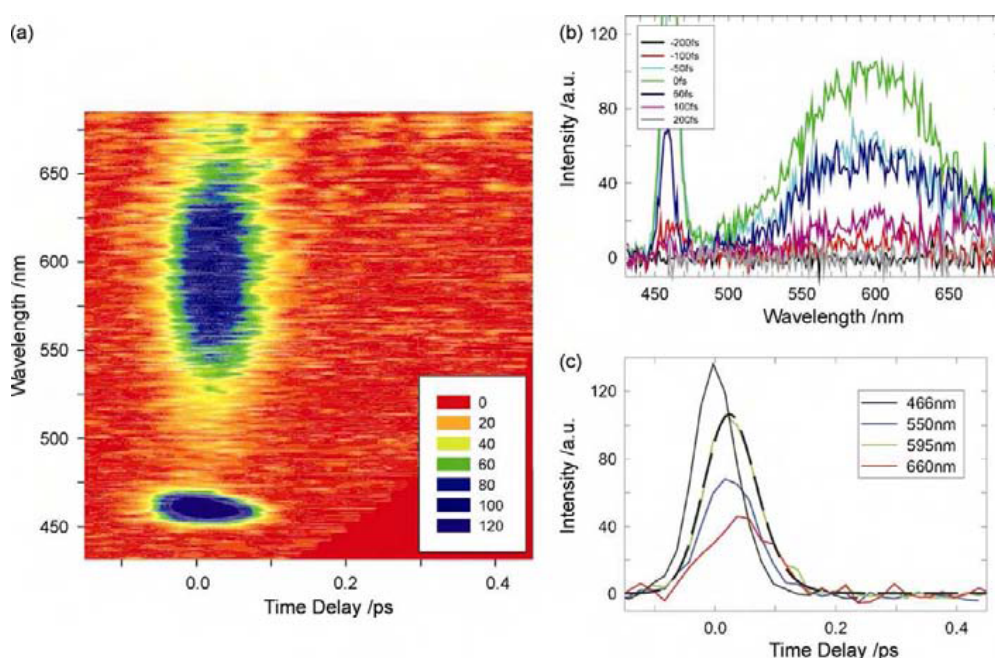 (a)
Wavelength /nm
650
600
550
500
450
0
20
40
60
80
100
120
0.0
0.2
0.4
Time Delay /ps
(b)
Intensity /a.u.
120
80
40
0
-200fs
-100fs
-50fs
0fs
50fs
100fs
200fs
450
500
550
600
650
Wavelength /nm
(c)
Intensity /a.u.
120
80
40
0
466nm
550nm
595nm
660nm
0.0
0.2
0.4
Time Delay /ps